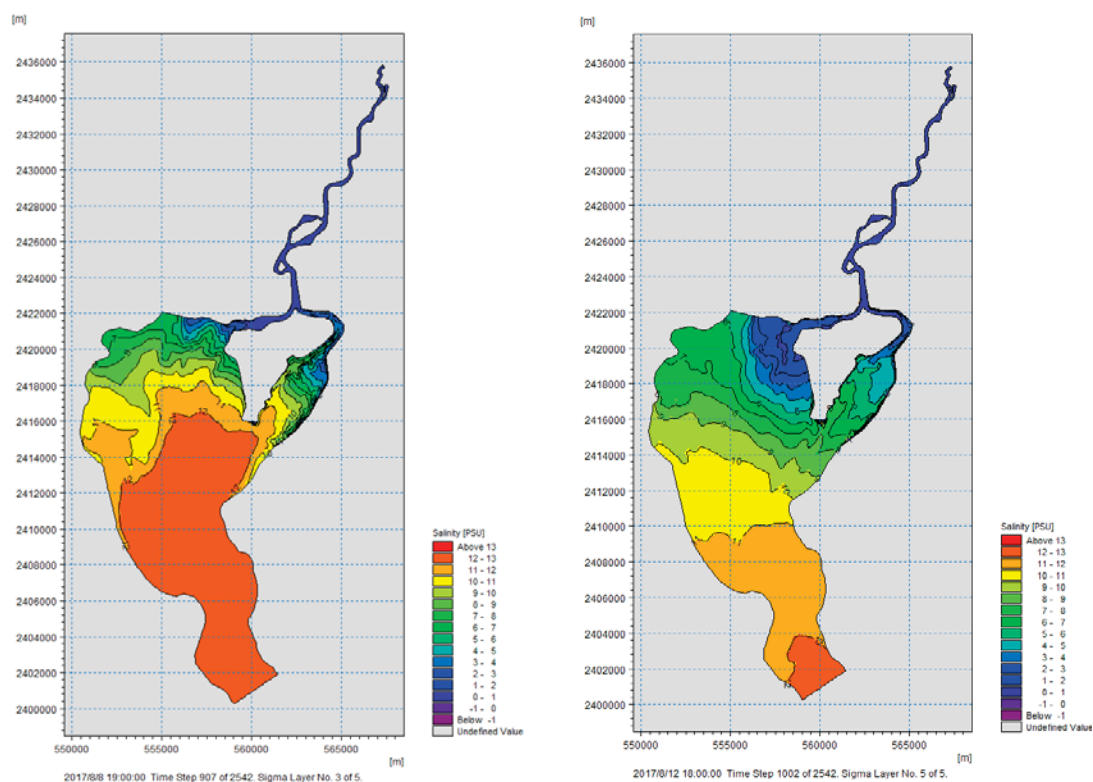 [m]
2436000
2434000
2432000
2430000
2428000
2426000
2424000
2422000
2420000
2418000
2416000
2414000
2412000
2410000
2408000
2406000
2404000
2402000
2400000
550000 555000 560000 565000
[m]
Salinity [PSU]
Above 13
12 - 13
11 - 12
10 - 11
9 - 10
8 - 9
7 - 8
6 - 7
5 - 6
4 - 5
3 - 4
2 - 3
1 - 2
0 - 1
-1 - 0
Below -1
Undefined Value
2017/8/8 19:00:00 Time Step 907 of 2542. Sigma Layer No. 3 of 5.
[m]
2436000
2434000
2432000
2430000
2428000
2426000
2424000
2422000
2420000
2418000
2416000
2414000
2412000
2410000
2408000
2406000
2404000
2402000
2400000
550000 555000 560000 565000
[m]
Salinity [PSU]
Above 13
12 - 13
11 - 12
10 - 11
9 - 10
8 - 9
7 - 8
6 - 7
5 - 6
4 - 5
3 - 4
2 - 3
1 - 2
0 - 1
-1 - 0
Below -1
Undefined Value
2017/8/12 18:00:00 Time Step 1002 of 2542. Sigma Layer No. 5 of 5.